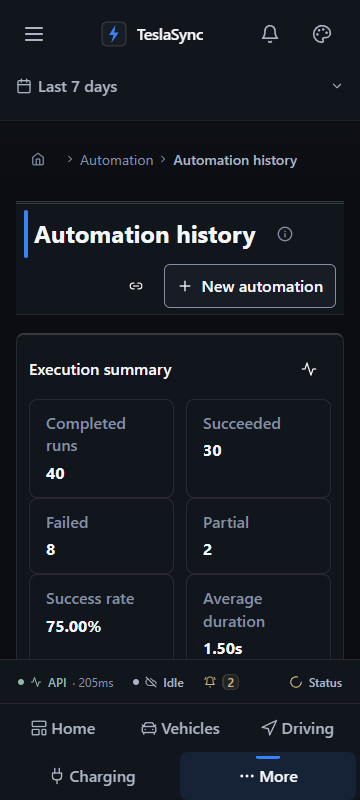 TeslaSync
Last 7 days
Automation
Automation history
Automation history
New automation
Execution summary
Completed
runs
40
Succeeded
30
Failed
8
Partial
2
Success rate
75.00%
Average
duration
1.50s
API · 205ms
Idle
2
Status
Home
Vehicles
Driving
Charging
More